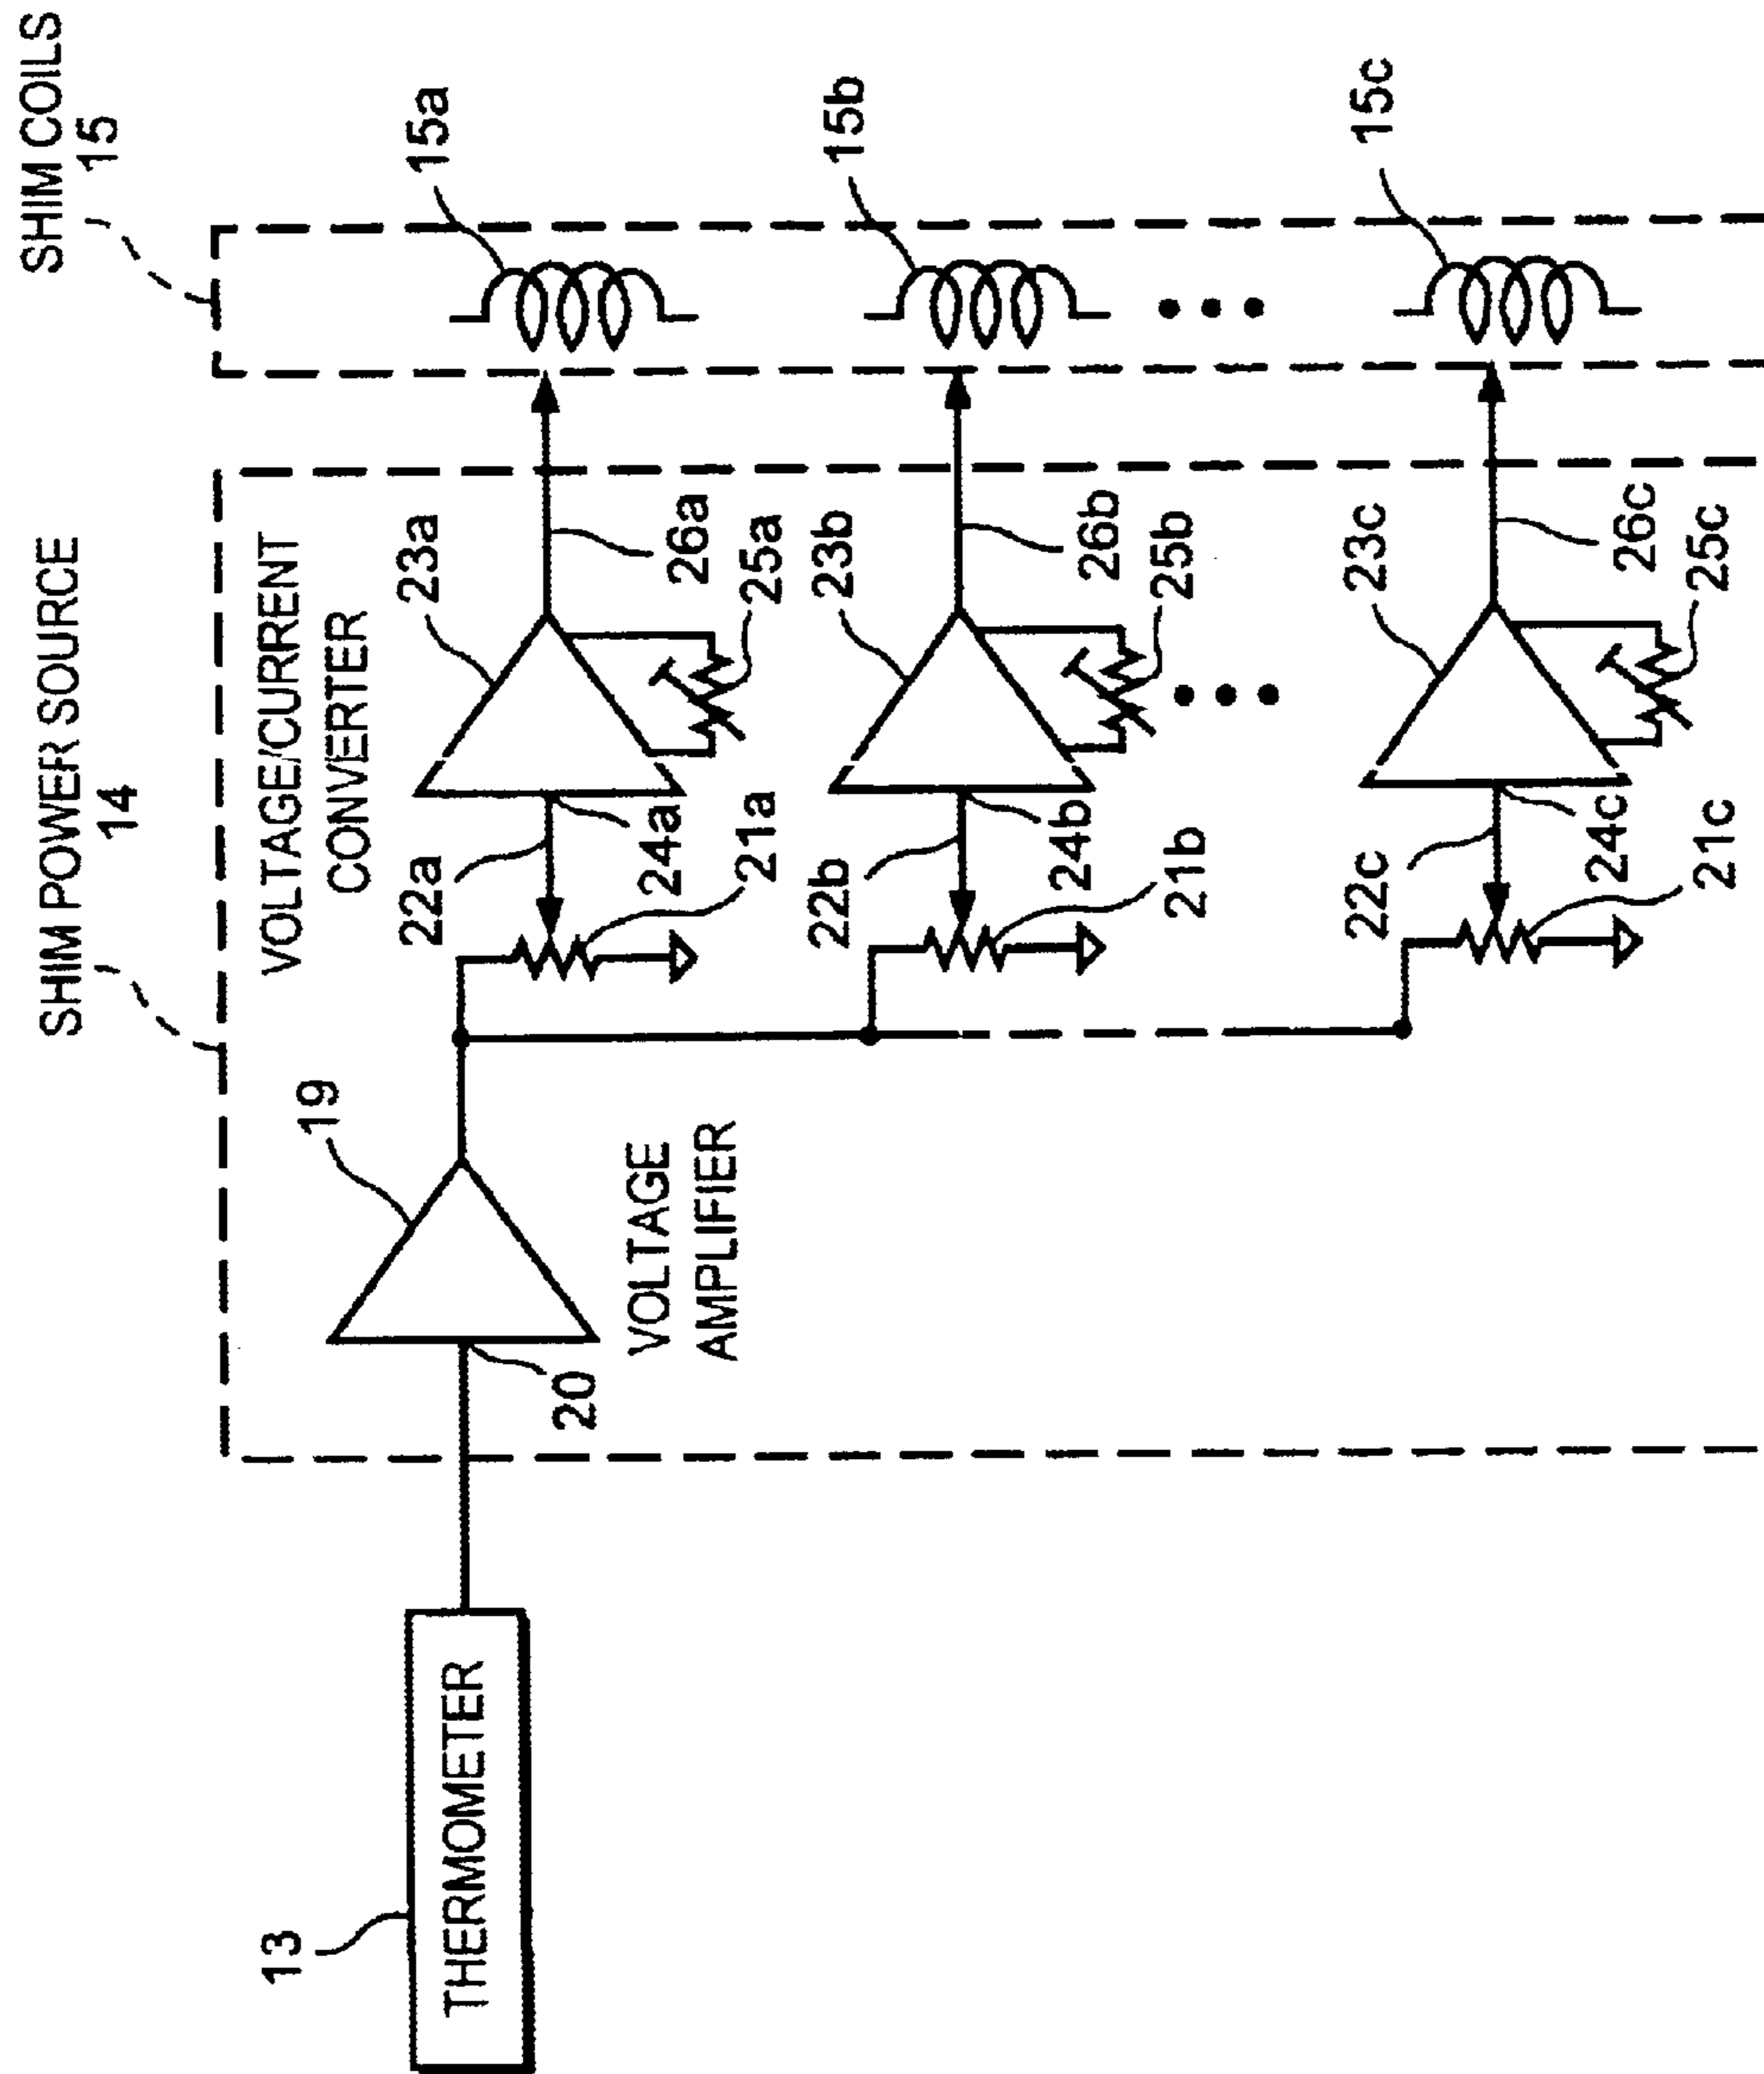 SHIM COILS
15
15a
15b
15c
SHIM POWER SOURCE
14
VOLTAGE/CURRENT
CONVERTER
23a
26a
25a
22a
24a
21a
23b
26b
25b
22b
24b
21b
23c
26c
25c
22c
24c
21c
19
20
VOLTAGE
AMPLIFIER
13
THERMOMETER